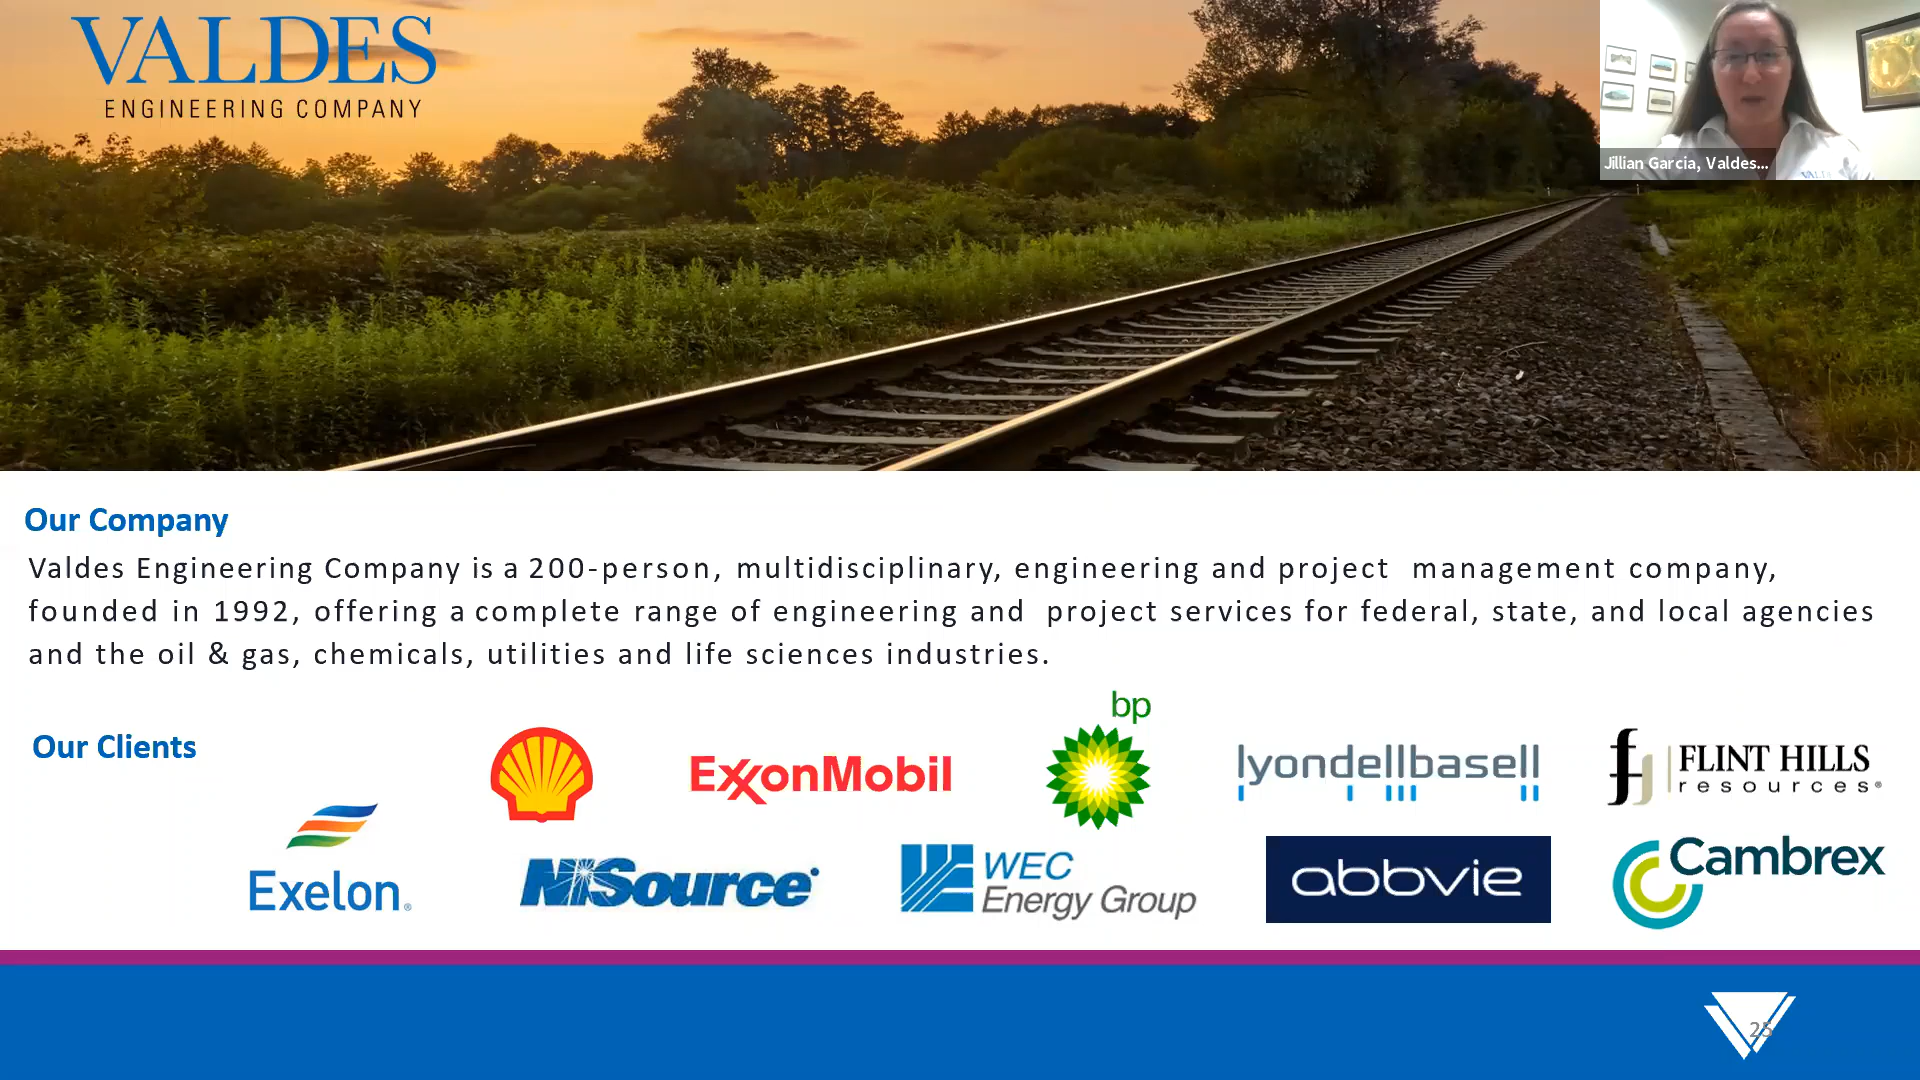 VALDES
ENGINEERING COMPANY
Jillian Garcia, Valdes...
Our Company
Valdes Engineering Company is a 200-person, multidisciplinary, engineering and project management company,
founded in 1992, offering a complete range of engineering and project services for federal, state, and local agencies
and the oil & gas, chemicals, utilities and life sciences industries.
Our Clients
ExxonMobil
bp
lyondellbasell
FLINT HILLS
resources®
Exelon®
NiSource
WEC
Energy Group
abbvie
Cambrex
25